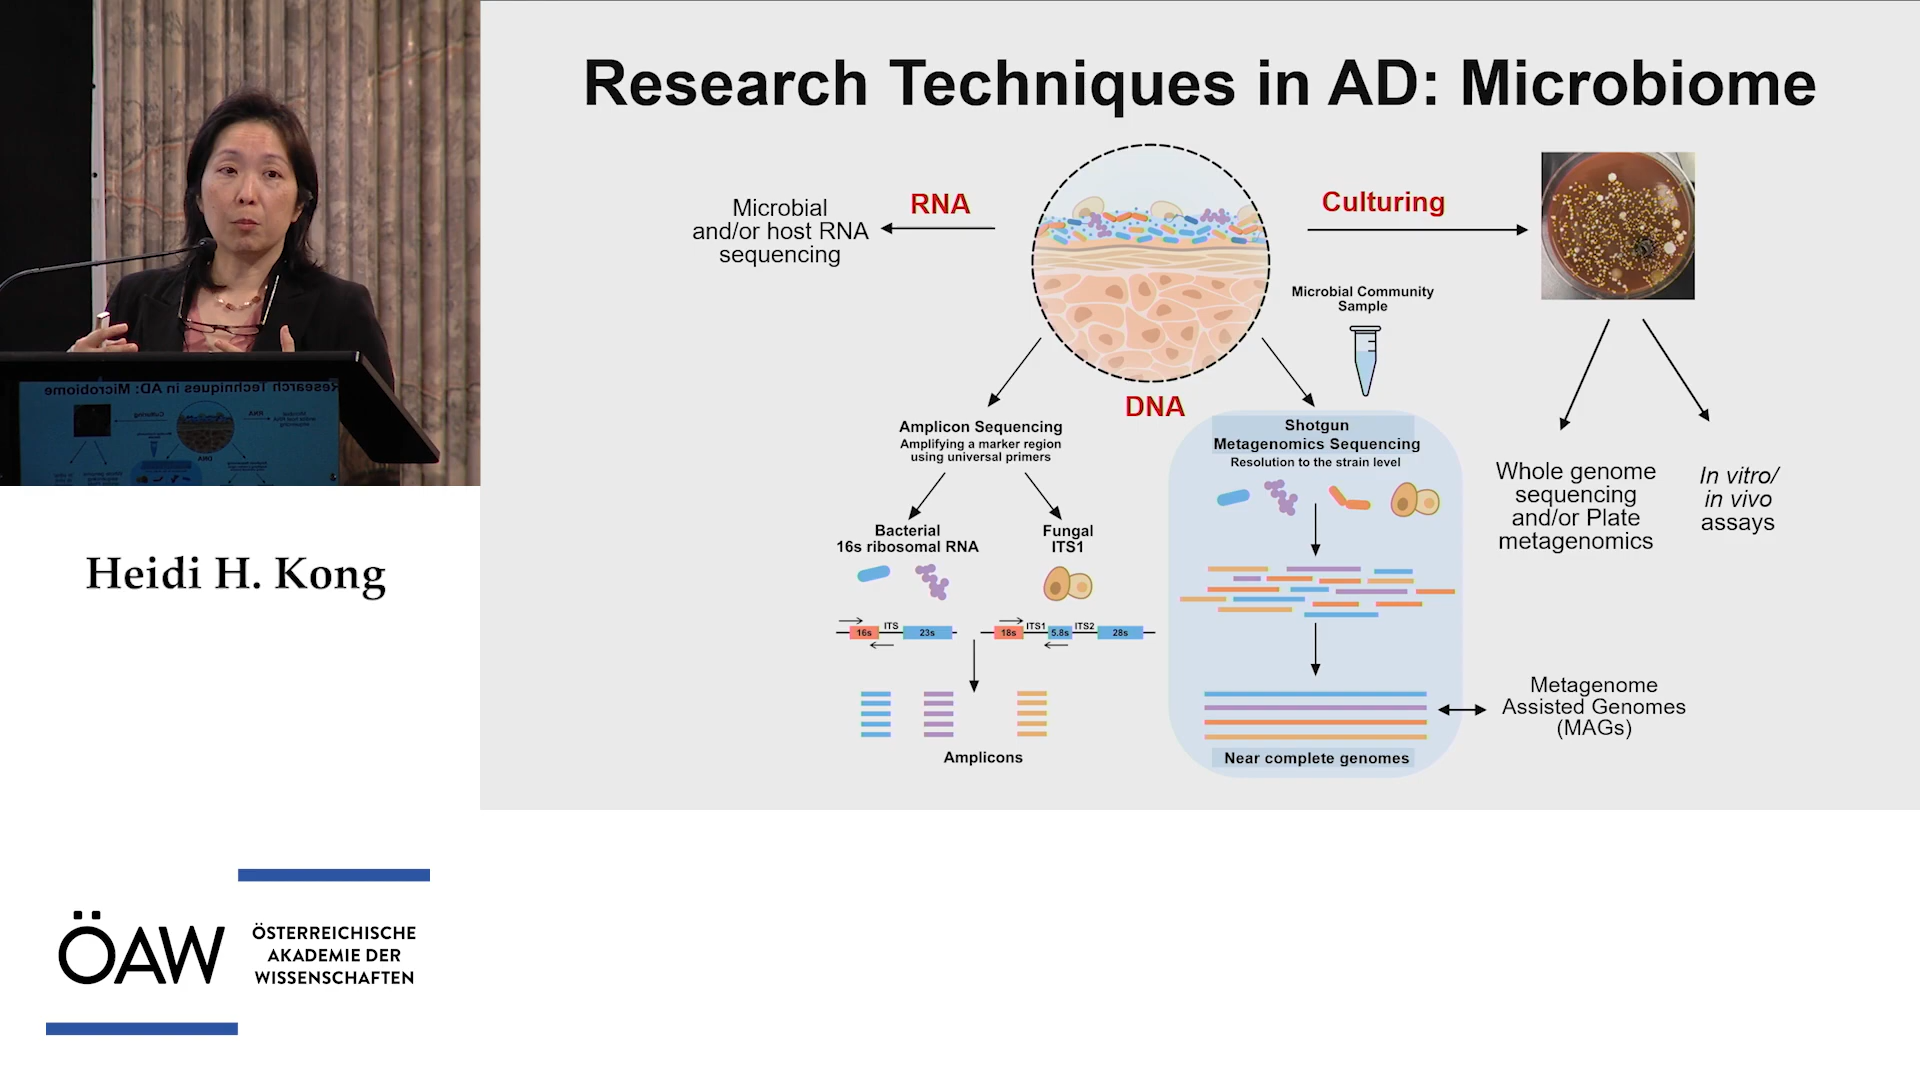 Research Techniques in AD: Microbiome
Microbial
and/or host RNA
sequencing
RNA
Culturing
Microbial Community
Sample
DNA
Amplicon Sequencing
Amplifying a marker region
using universal primers
Bacterial
16s ribosomal RNA
Fungal
ITS1
16s
ITS
23s
18s
ITS1
5.8s
ITS2
28s
Amplicons
Shotgun
Metagenomics Sequencing
Resolution to the strain level
Near complete genomes
Whole genome
sequencing
and/or Plate
metagenomics
In vitro/
in vivo
assays
Metagenome
Assisted Genomes
(MAGs)
Heidi H. Kong
ÖAW
ÖSTERREICHISCHE
AKADEMIE DER
WISSENSCHAFTEN